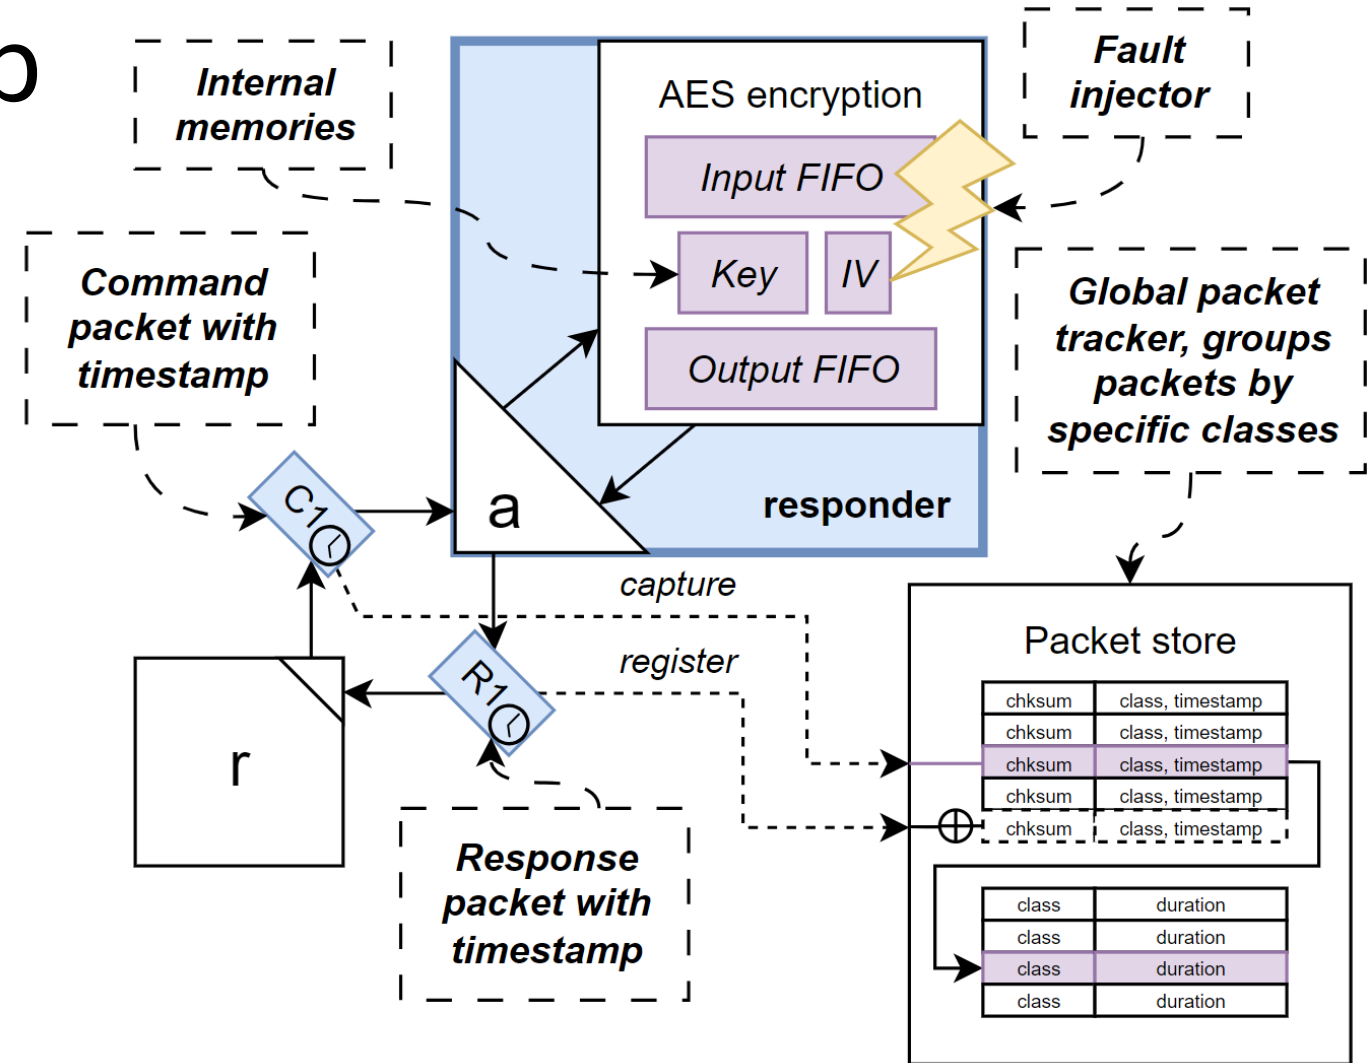 b
Internal
memories
AES encryption
Input FIFO
Key
IV
Output FIFO
Fault
injector
Command
packet with
timestamp
Global packet
tracker, groups
packets by
specific classes
C1
a
responder
capture
register
R1
r
Response
packet with
timestamp
Packet store
chksum class, timestamp
chksum class, timestamp
chksum class, timestamp
chksum class, timestamp
chksum class, timestamp
class duration
class duration
class duration
class duration